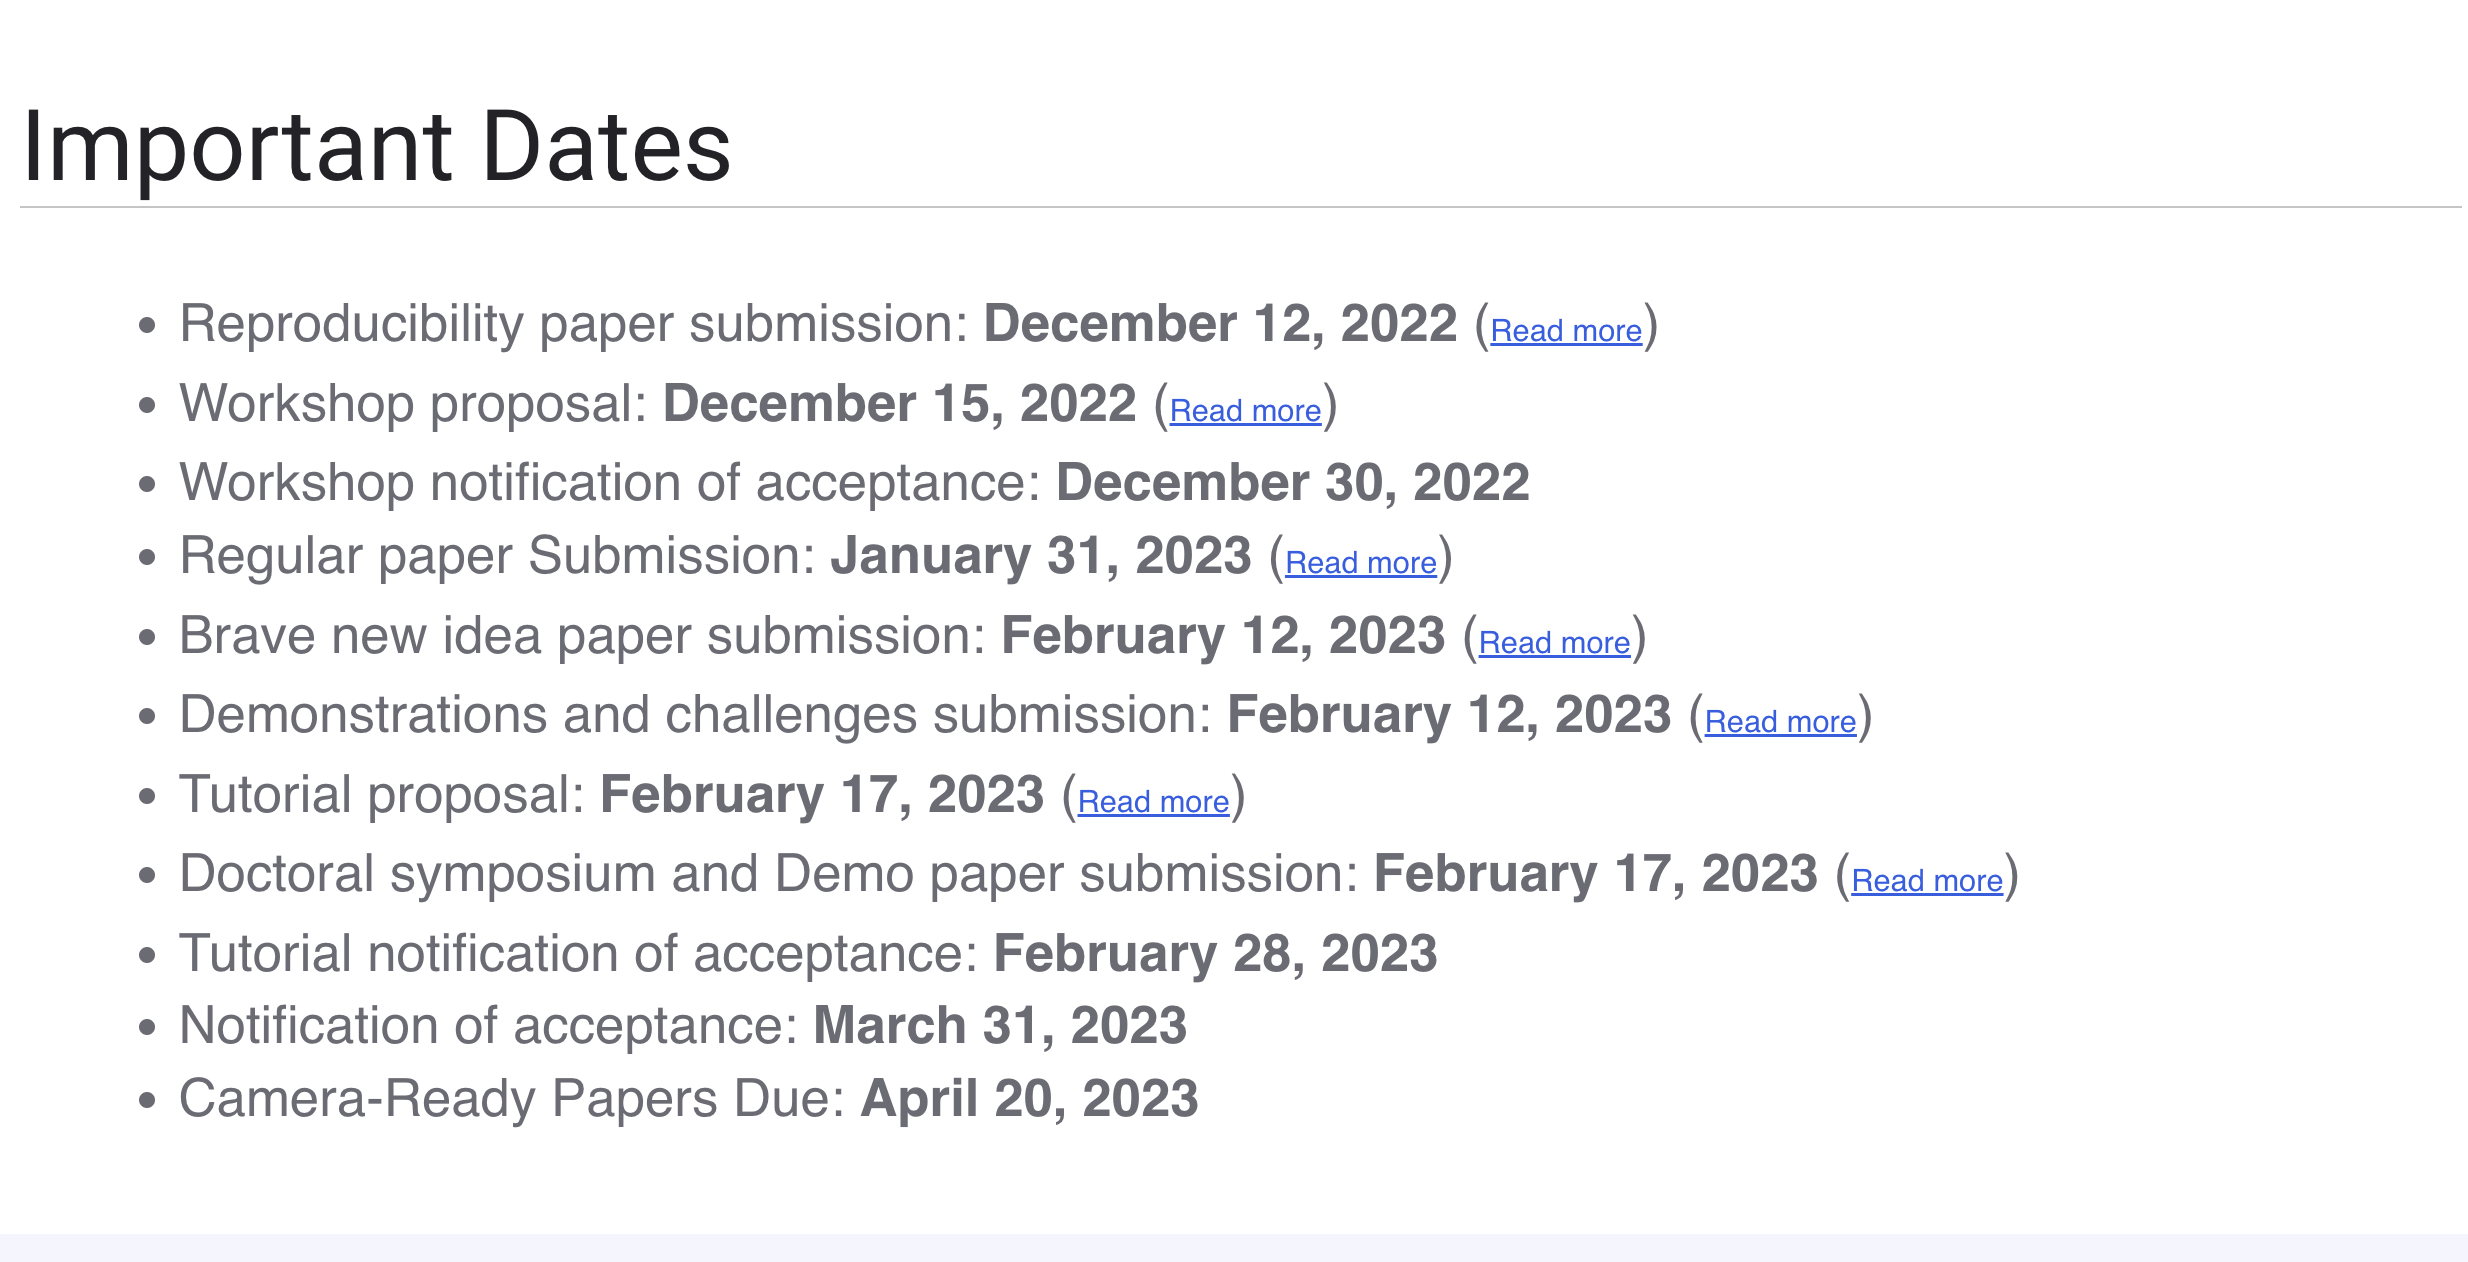 Important Dates
• Reproducibility paper submission: December 12, 2022 (Read more)
• Workshop proposal: December 15, 2022 (Read more)
• Workshop notification of acceptance: December 30, 2022
• Regular paper Submission: January 31, 2023 (Read more)
• Brave new idea paper submission: February 12, 2023 (Read more)
• Demonstrations and challenges submission: February 12, 2023 (Read more)
• Tutorial proposal: February 17, 2023 (Read more)
• Doctoral symposium and Demo paper submission: February 17, 2023 (Read more)
• Tutorial notification of acceptance: February 28, 2023
• Notification of acceptance: March 31, 2023
• Camera-Ready Papers Due: April 20, 2023